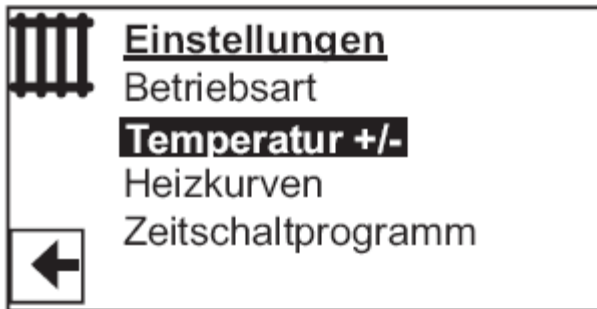 Einstellungen
Betriebsart
Temperatur +/-
Heizkurven
Zeitschaltprogramm